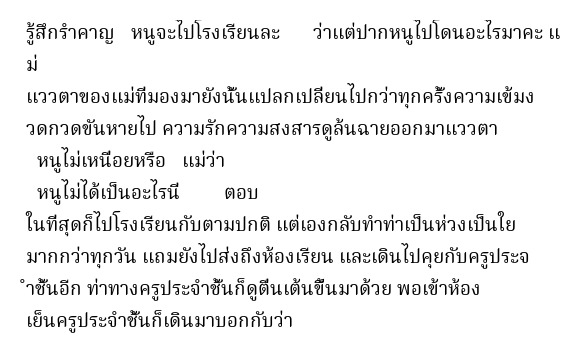 รู้สึกรำคาญ หนูจะไปโรงเรียนละ ว่าแต่ปากหนูไปโดนอะไรมาคะ แ
ม่
แววตาของแม่ที่มองมายังนั้นแปลกเปลี่ยนไปกว่าทุกครั้งความเข้มง
วดกวดขันหายไป ความรักความสงสารดูล้นฉายออกมาแววตา
หนูไม่เหนื่อยหรือ แม่ว่า
หนูไม่ได้เป็นอะไรนี่ ตอบ
ในที่สุดก็ไปโรงเรียนกับตามปกติ แต่เองกลับทำท่าเป็นห่วงเป็นใย
มากกว่าทุกวัน แถมยังไปส่งถึงห้องเรียน และเดินไปคุยกับครูประจ
ำชั้นอีก ท่าทางครูประจำชั้นก็ดูตื่นเต้นขึ้นมาด้วย พอเข้าห้อง
เย็นครูประจำชั้นก็เดินมาบอกกับว่า